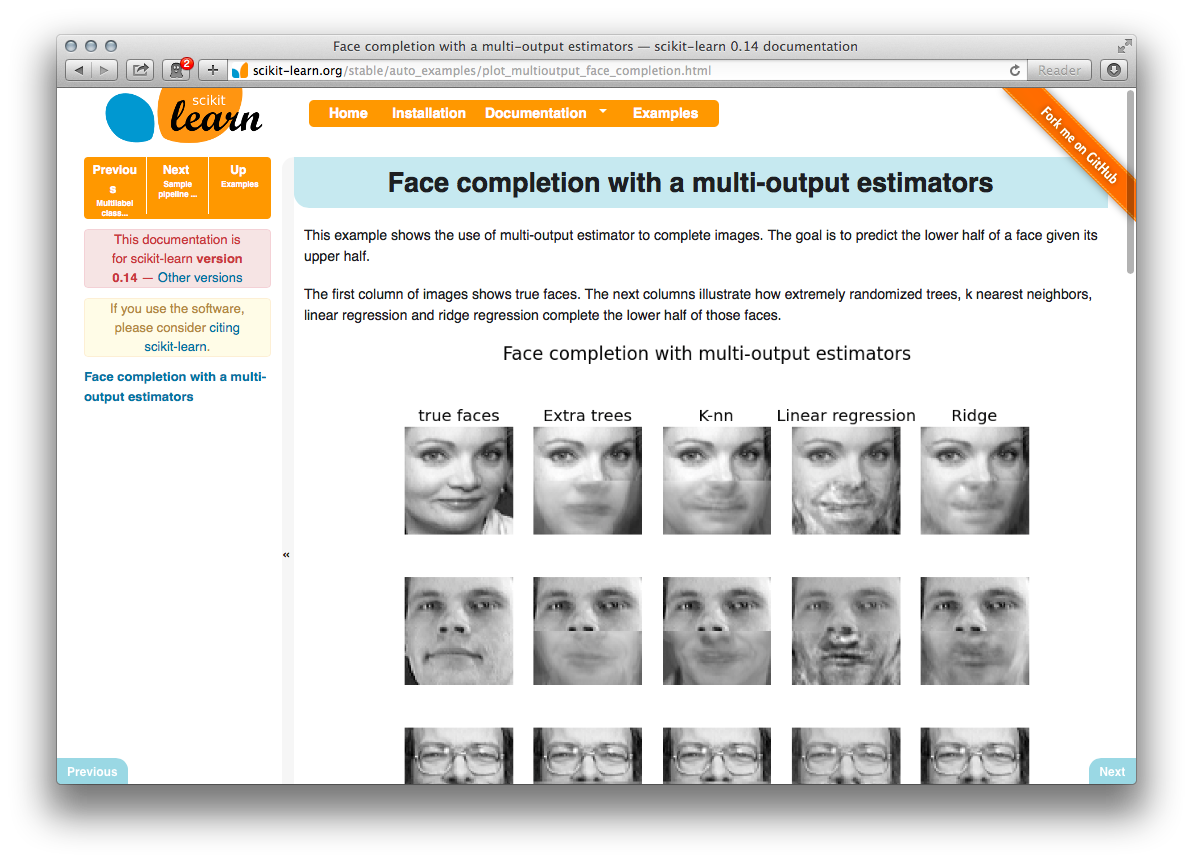 Face completion with a multi-output estimators — scikit-learn 0.14 documentation
2
scikit-learn.org/stable/auto_examples/plot_multioutput_face_completion.html
Reader
scikit
learn
Home Installation Documentation Examples
Fork me on GitHub
Previou
s
Multilabel
class...
Next
Sample
pipeline ...
Up
Examples
This documentation is
for scikit-learn version
0.14 — Other versions
If you use the software,
please consider citing
scikit-learn.
Face completion with a multi-
output estimators
«
Face completion with a multi-output estimators
This example shows the use of multi-output estimator to complete images. The goal is to predict the lower half of a face given its
upper half.
The first column of images shows true faces. The next columns illustrate how extremely randomized trees, k nearest neighbors,
linear regression and ridge regression complete the lower half of those faces.
Face completion with multi-output estimators
true faces Extra trees K-nn Linear regression Ridge
Previous
Next